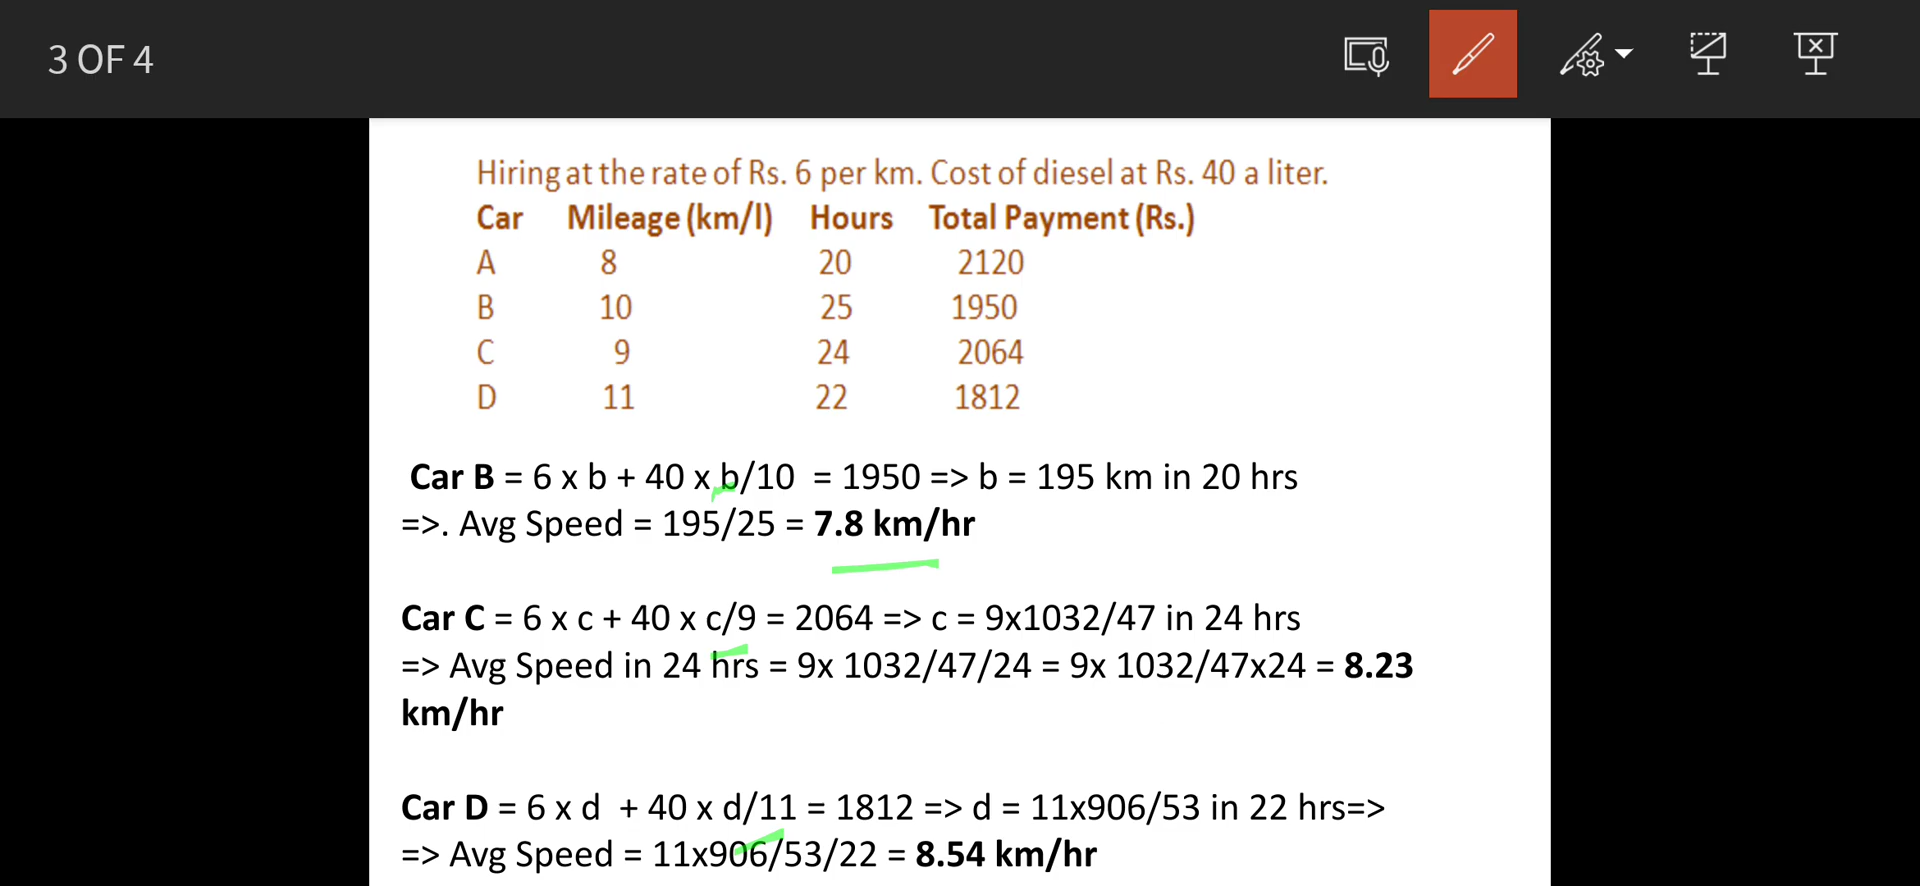 3 OF 4
Hiring at the rate of Rs. 6 per km. Cost of diesel at Rs. 40 a liter.
Car Mileage (km/l) Hours Total Payment (Rs.)
A 8 20 2120
B 10 25 1950
C 9 24 2064
D 11 22 1812
Car B = 6 x b + 40 x b/10 = 1950 => b = 195 km in 20 hrs
=>. Avg Speed = 195/25 = 7.8 km/hr
Car C = 6 x c + 40 x c/9 = 2064 => c = 9x1032/47 in 24 hrs
=> Avg Speed in 24 hrs = 9x 1032/47/24 = 9x 1032/47x24 = 8.23
km/hr
Car D = 6 x d + 40 x d/11 = 1812 => d = 11x906/53 in 22 hrs=>
=> Avg Speed = 11x906/53/22 = 8.54 km/hr